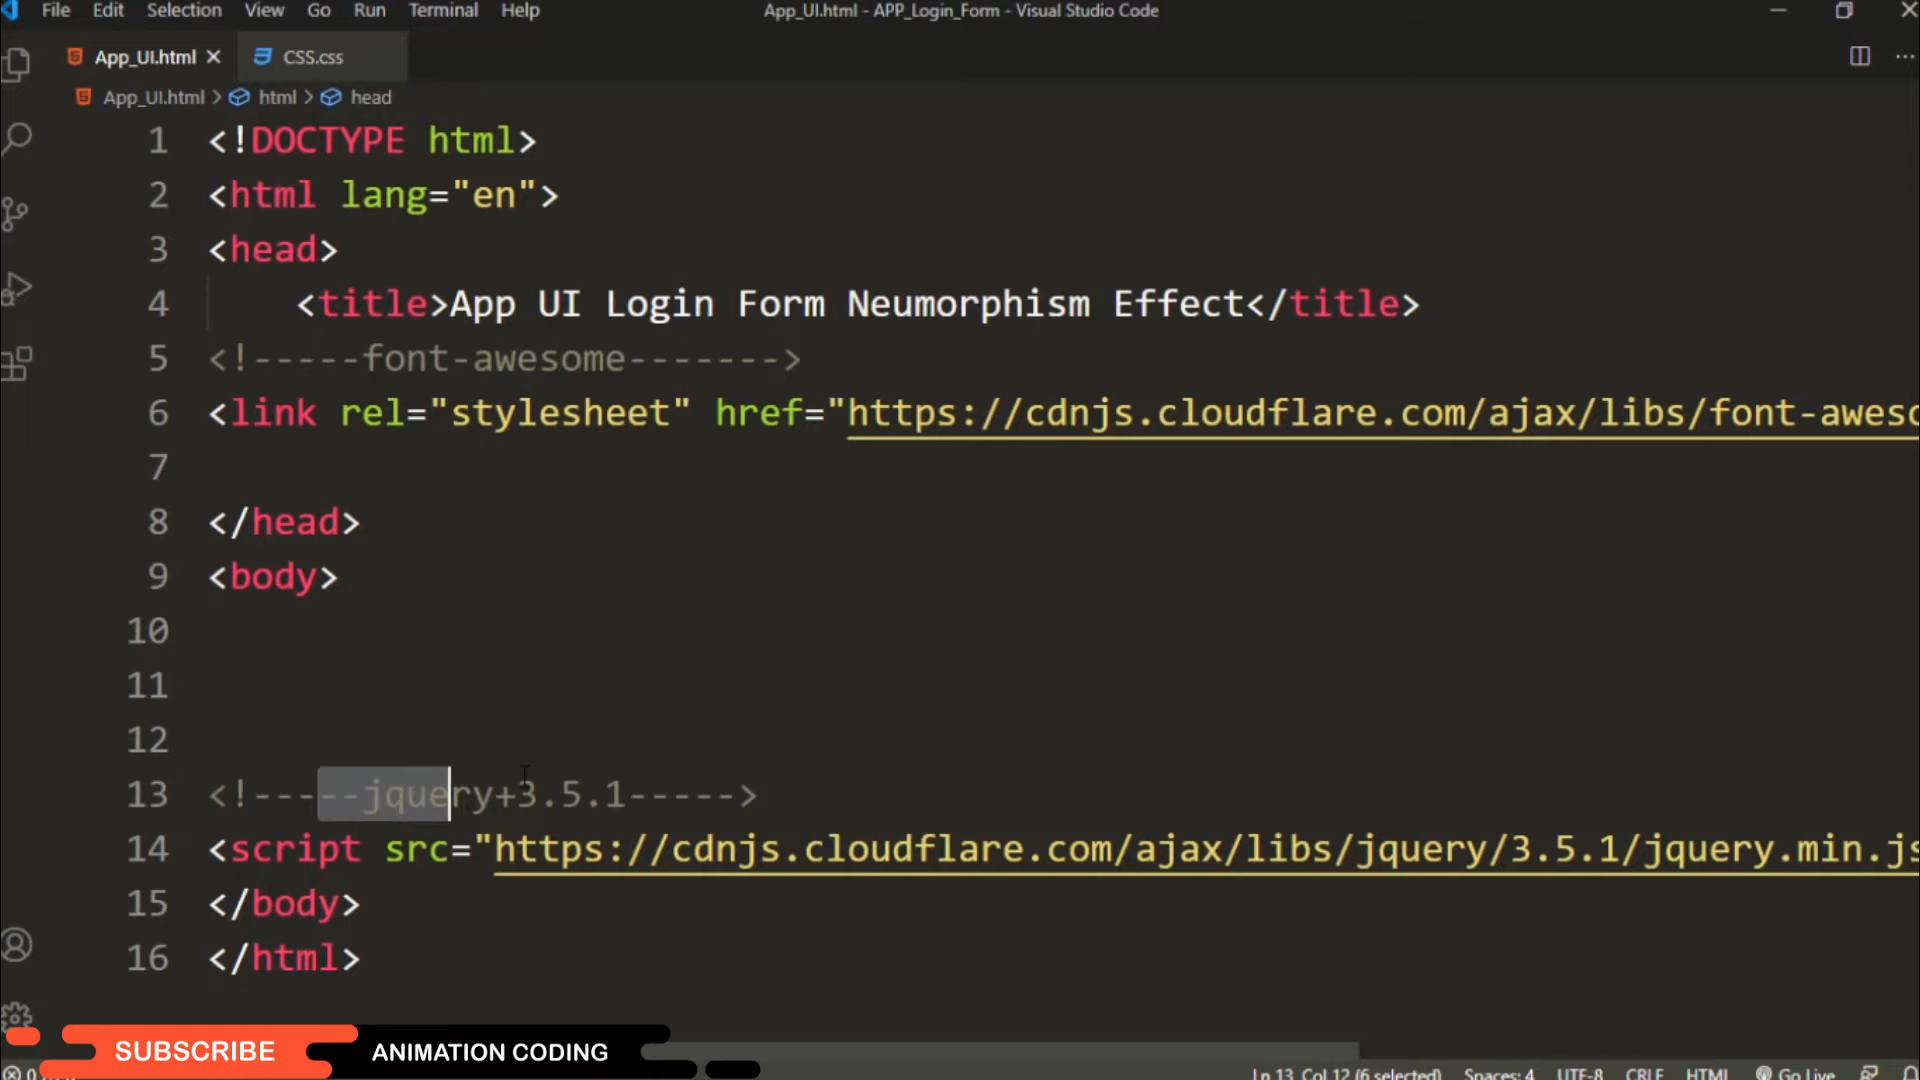 File Edit Selection View Go Run Terminal Help App_UI.html - APP_Login_Form - Visual Studio Code
App_UI.html CSS.css
App_UI.html > html > head
1 <!DOCTYPE html>
2 <html lang="en">
3 <head>
4 <title>App UI Login Form Neumorphism Effect</title>
5 <!-----font-awesome------->
6 <link rel="stylesheet" href="https://cdnjs.cloudflare.com/ajax/libs/font-aweso
7
8 </head>
9 <body>
10
11
12
13 <!-----jquery+3.5.1----->
14 <script src="https://cdnjs.cloudflare.com/ajax/libs/jquery/3.5.1/jquery.min.js
15 </body>
16 </html>
SUBSCRIBE ANIMATION CODING
0 Ln 13, Col 12 (6 selected) Spaces: 4 UTF-8 CRLF HTML Go Live